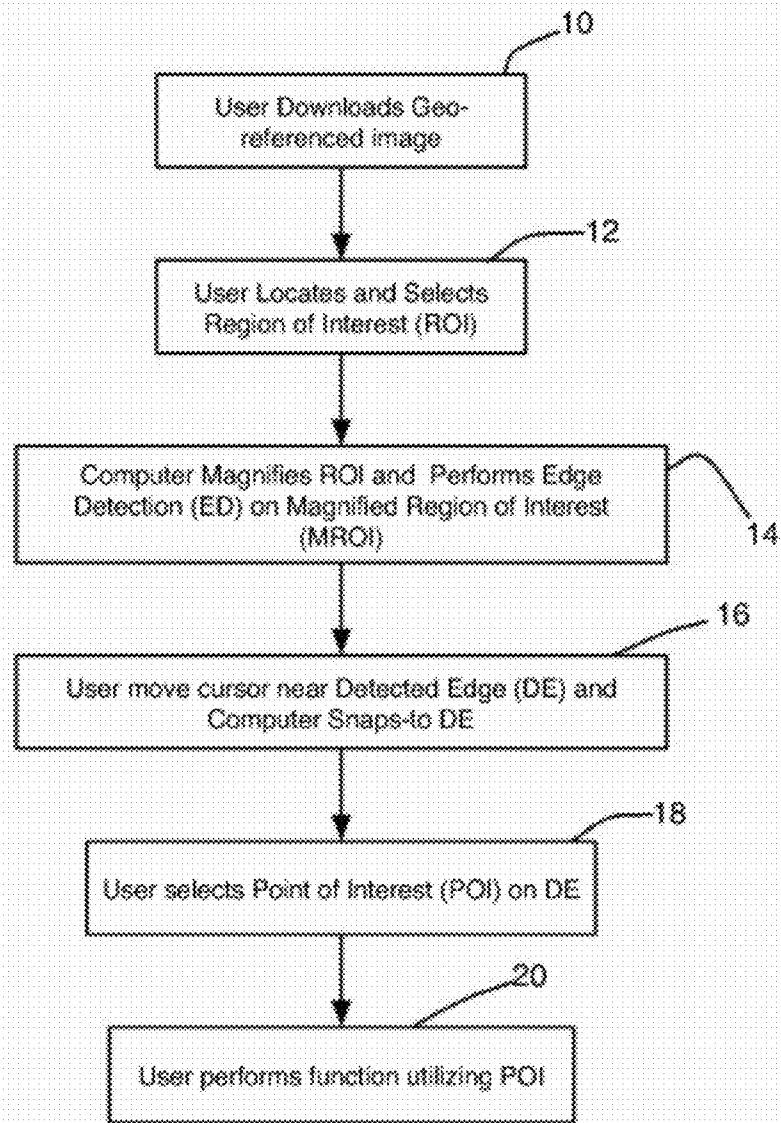 10
User Downloads Geo-
referenced image
12
User Locates and Selects
Region of Interest (ROI)
Computer Magnifies ROI and Performs Edge
Detection (ED) on Magnified Region of Interest
(MROI)
14
16
User move cursor near Detected Edge (DE) and
Computer Snaps-to DE
18
User selects Point of Interest (POI) on DE
20
User performs function utilizing POI